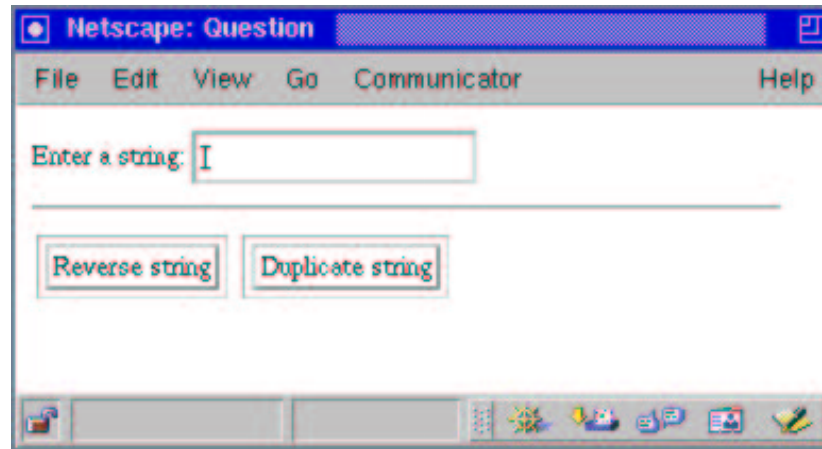 Netscape: Question
File Edit View Go Communicator Help
Enter a string:
Reverse string Duplicate string